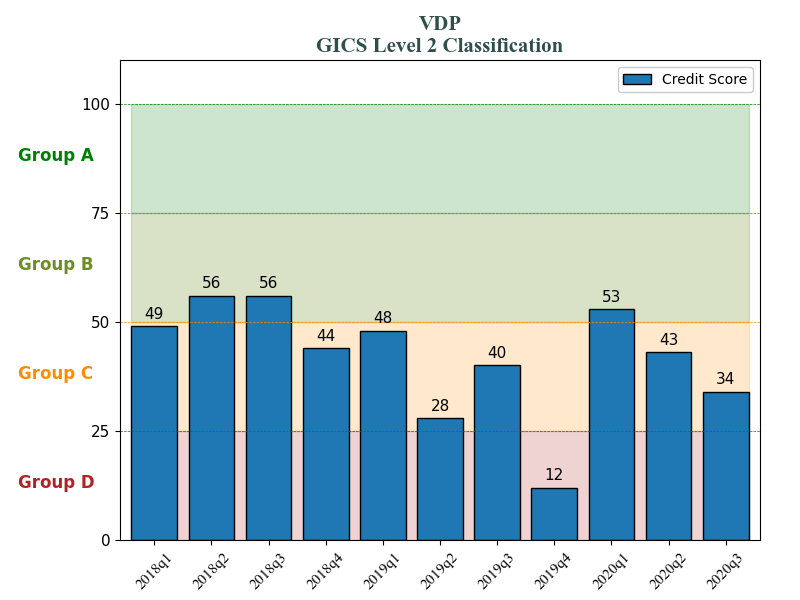 VDP
GICS Level 2 Classification
Credit Score
100
Group A
75
Group B
56
56
53
49
48
50
44
43
40
Group C
34
28
25
12
Group D
0
2018q1
2018q2
2018q3
2018q4
2019q1
2019q2
2019q3
2019q4
2020q1
2020q2
2020q3